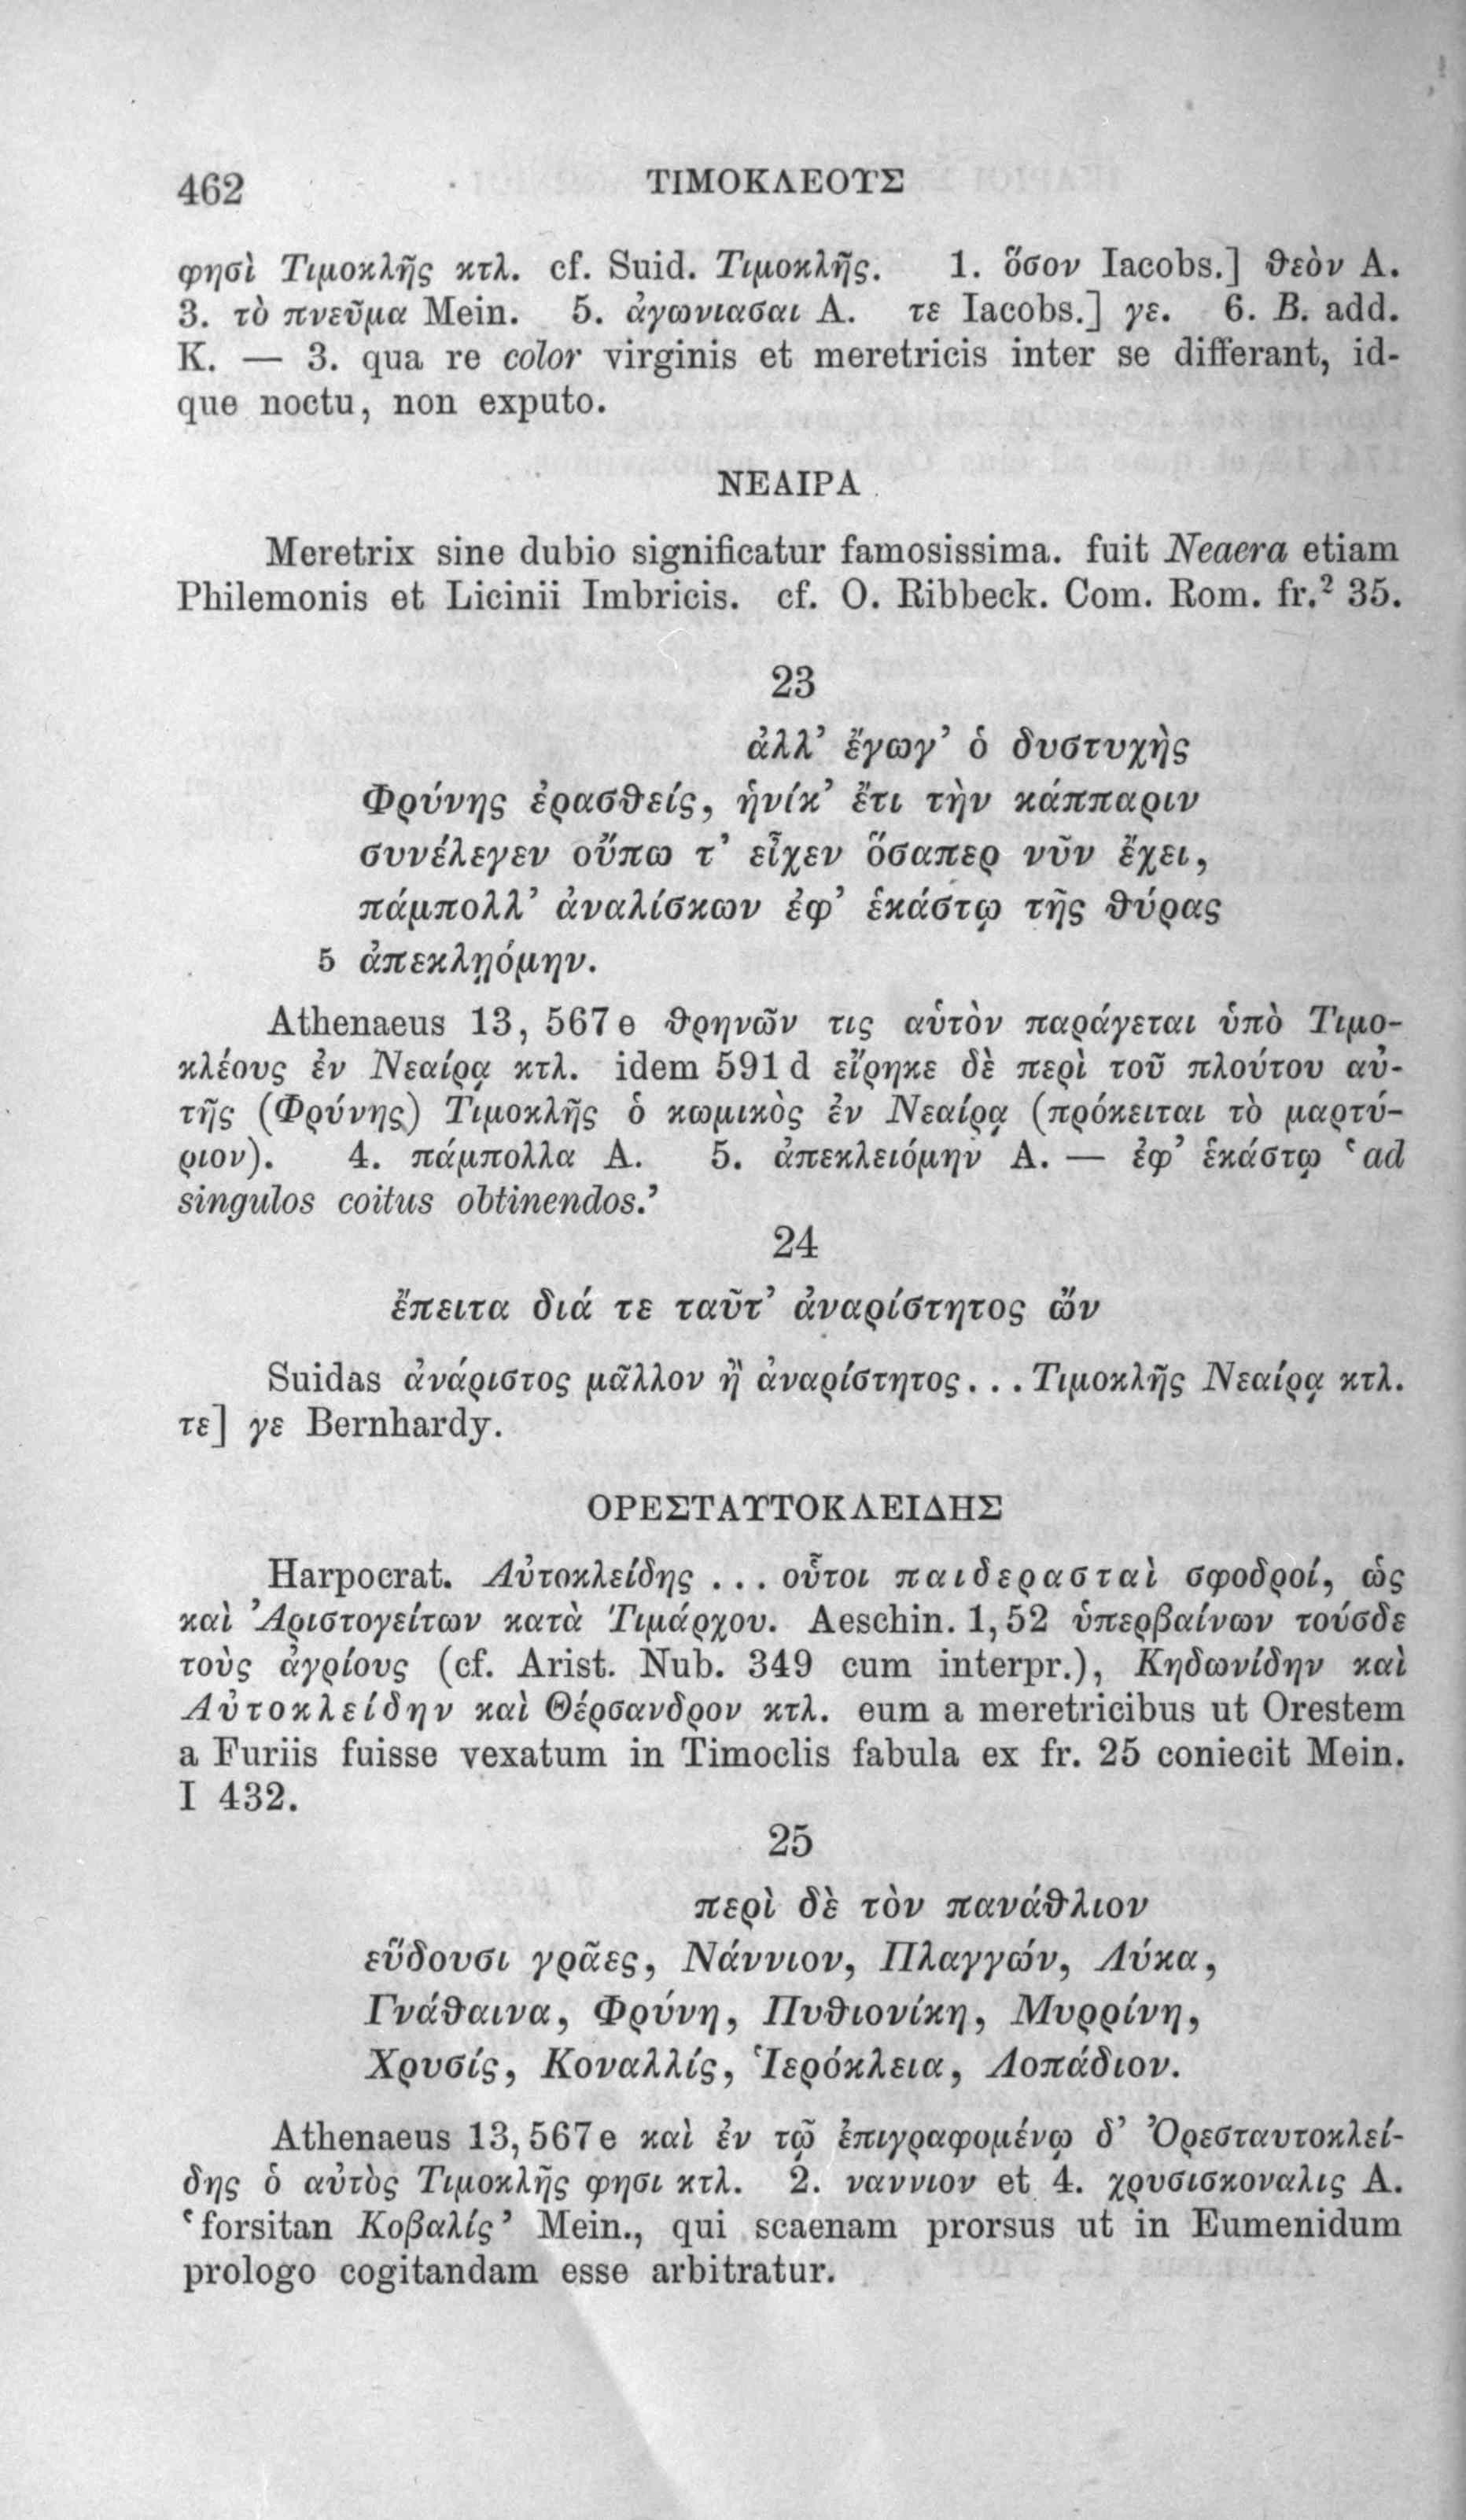 462
ΤΙΜΟΚΛΕΟΥΣ
φησὶ Τιμοκλῆς κτλ. cf. Suid. Τιμοκλῆς. 1. ὅσον Iacobs.] θεὸν A.
3. τὸ πνεῦμα Mein. 5. ἀγωνιασαι A. τε Iacobs.] γε. 6. B. add.
K. — 3. qua re color virginis et meretricis inter se differant, id-
que noctu, non exputo.
ΝΕΑΙΡΑ
Meretrix sine dubio significatur famosissima. fuit Neaera etiam
Philemonis et Licinii Imbricis. cf. O. Ribbeck. Com. Rom. fr.² 35.
23
ἀλλ’ ἔγωγ’ ὁ δυστυχὴς
Φρύνης ἐρασθείς, ἡνίκ’ ἔτι τὴν κάππαριν
συνέλεγεν οὔπω τ’ εἶχεν ὅσαπερ νῦν ἔχει,
πάμπολλ’ ἀναλίσκων ἐφ’ ἑκάστῳ τῆς θύρας
5 ἀπεκλῃόμην.
Athenaeus 13, 567 e θρηνῶν τις αὑτὸν παράγεται ὑπὸ Τιμο-
κλέους ἐν Νεαίρᾳ κτλ. idem 591 d εἴρηκε δὲ περὶ τοῦ πλούτου αὐ-
τῆς (Φρύνης) Τιμοκλῆς ὁ κωμικὸς ἐν Νεαίρᾳ (πρόκειται τὸ μαρτύ-
ριον). 4. πάμπολλα A. 5. ἀπεκλειόμην A. — ἐφ’ ἑκάστῳ ‘ad
singulos coitus obtinendos.’
24
ἔπειτα διά τε ταῦτ’ ἀναρίστητος ὤν
Suidas ἀνάριστος μᾶλλον ἢ ἀναρίστητος . . . Τιμοκλῆς Νεαίρᾳ κτλ.
τε] γε Bernhardy.
ΟΡΕΣΤΑΥΤΟΚΛΕΙΔΗΣ
Harpocrat. Αὐτοκλείδης . . . οὗτοι παιδερασταὶ σφοδροί, ὡς
καὶ Ἀριστογείτων κατὰ Τιμάρχου. Aeschin. 1, 52 ὑπερβαίνων τούσδε
τοὺς ἀγρίους (cf. Arist. Nub. 349 cum interpr.), Κηδωνίδην καὶ
Αὐτοκλείδην καὶ Θέρσανδρον κτλ. eum a meretricibus ut Orestem
a Furiis fuisse vexatum in Timoclis fabula ex fr. 25 coniecit Mein.
I 432.
25
περὶ δὲ τὸν πανάθλιον
εὕδουσι γρᾶες, Νάννιον, Πλαγγών, Λύκα,
Γνάθαινα, Φρύνη, Πυθιονίκη, Μυρρίνη,
Χρυσίς, Κοναλλίς, Ἱερόκλεια, Λοπάδιον.
Athenaeus 13, 567 e καὶ ἐν τῷ ἐπιγραφομένῳ δ’ Ὀρεσταυτοκλεί-
δης ὁ αὐτὸς Τιμοκλῆς φησι κτλ. 2. ναννιον et 4. χρυσισκοναλις A.
‘forsitan Κοβαλίς’ Mein., qui scaenam prorsus ut in Eumenidum
prologo cogitandam esse arbitratur.